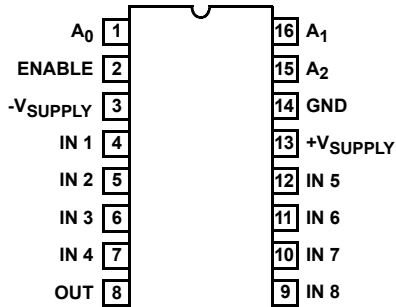 A0 1 16 A1
ENABLE 2 15 A2
-VSUPPLY 3 14 GND
IN 1 4 13 +VSUPPLY
IN 2 5 12 IN 5
IN 3 6 11 IN 6
IN 4 7 10 IN 7
OUT 8 9 IN 8